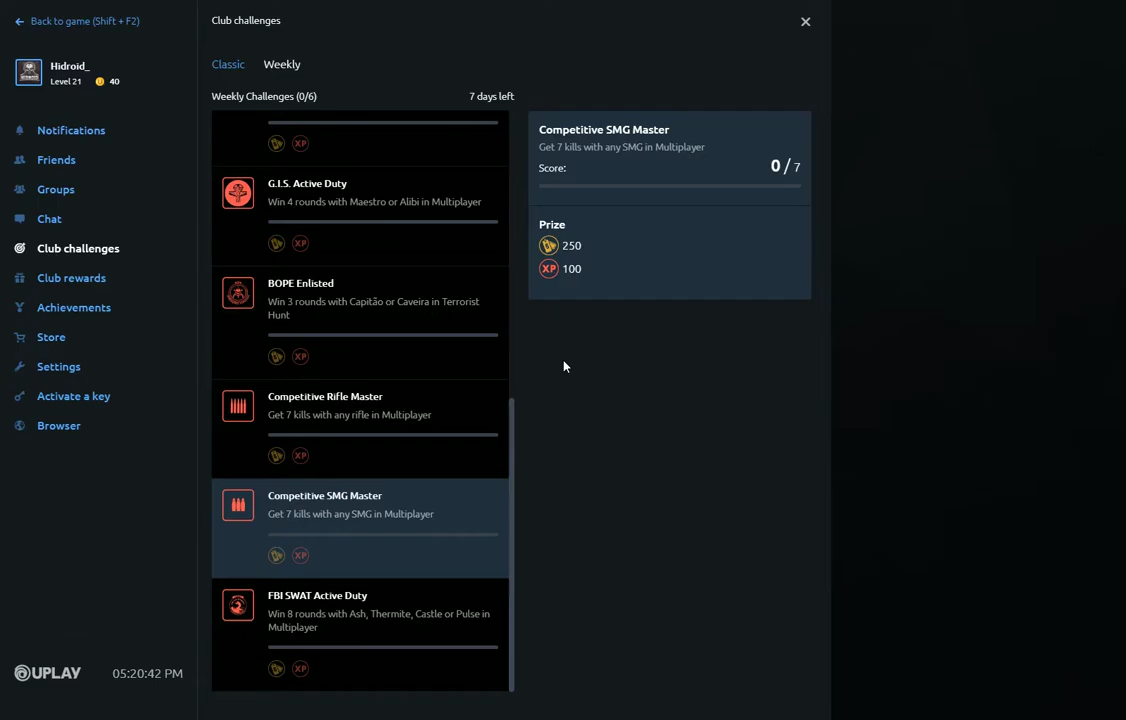 Back to game (Shift + F2)
Hidroid_
Level 21 40
Notifications
Friends
Groups
Chat
Club challenges
Club rewards
Achievements
Store
Settings
Activate a key
Browser
UPLAY 05:20:42 PM
Club challenges
Classic Weekly
Weekly Challenges (0/6) 7 days left
XP
G.I.S. Active Duty
Win 4 rounds with Maestro or Alibi in Multiplayer
XP
BOPE Enlisted
Win 3 rounds with Capitão or Caveira in Terrorist
Hunt
XP
Competitive Rifle Master
Get 7 kills with any rifle in Multiplayer
XP
Competitive SMG Master
Get 7 kills with any SMG in Multiplayer
XP
FBI SWAT Active Duty
Win 8 rounds with Ash, Thermite, Castle or Pulse in
Multiplayer
XP
Competitive SMG Master
Get 7 kills with any SMG in Multiplayer
Score: 0 / 7
Prize
250
XP 100